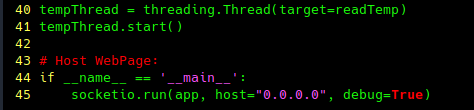 40 tempThread = threading.Thread(target=readTemp)
41 tempThread.start()
42
43 # Host WebPage:
44 if __name__ == '__main__':
45     socketio.run(app, host="0.0.0.0", debug=True)